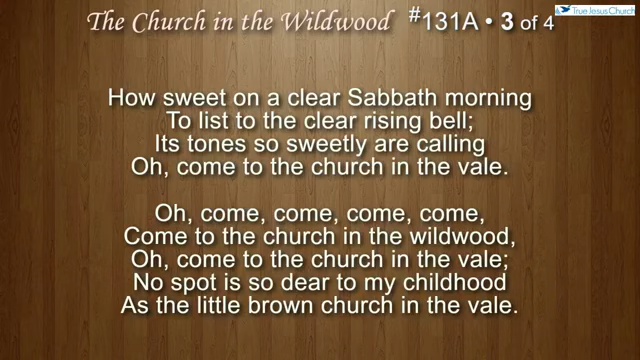 The Church in the Wildwood #131A • 3 of 4
True Jesus Church
How sweet on a clear Sabbath morning
To list to the clear rising bell;
Its tones so sweetly are calling
Oh, come to the church in the vale.
Oh, come, come, come, come,
Come to the church in the wildwood,
Oh, come to the church in the vale;
No spot is so dear to my childhood
As the little brown church in the vale.